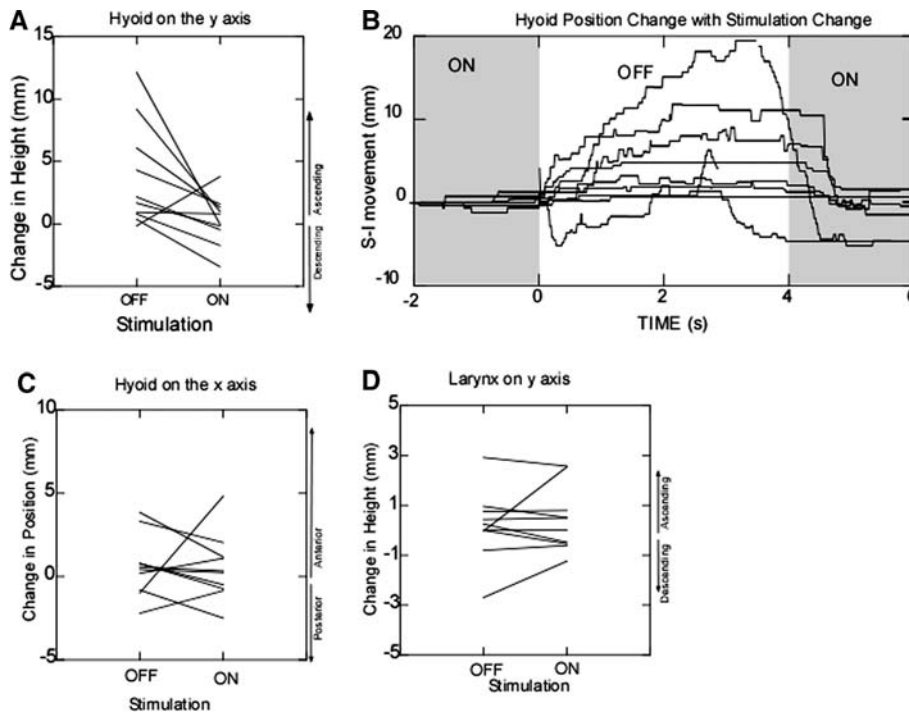 A
Hyoid on the y axis
15
10
5
0
-5
Change in Height (mm)
Ascending
Descending
OFF
ON
Stimulation
B
Hyoid Position Change with Stimulation Change
20
10
0
-10
S-I movement (mm)
ON
OFF
ON
-2
0
2
4
6
TIME (s)
C
Hyoid on the x axis
10
5
0
-5
Change in Position (mm)
Anterior
Posterior
OFF
ON
Stimulation
D
Larynx on y axis
5
3
1
-1
-3
-5
Change in Height (mm)
Ascending
Descending
OFF
ON
Stimulation